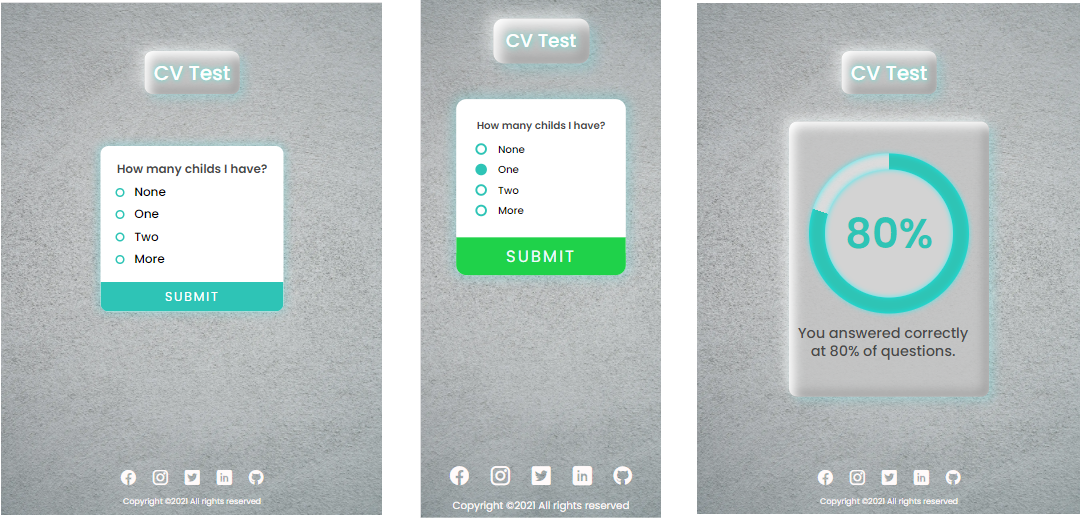 CV Test
How many childs I have?
None
One
Two
More
SUBMIT
Copyright ©2021 All rights reserved
CV Test
How many childs I have?
None
One
Two
More
SUBMIT
Copyright ©2021 All rights reserved
CV Test
80%
You answered correctly
at 80% of questions.
Copyright ©2021 All rights reserved